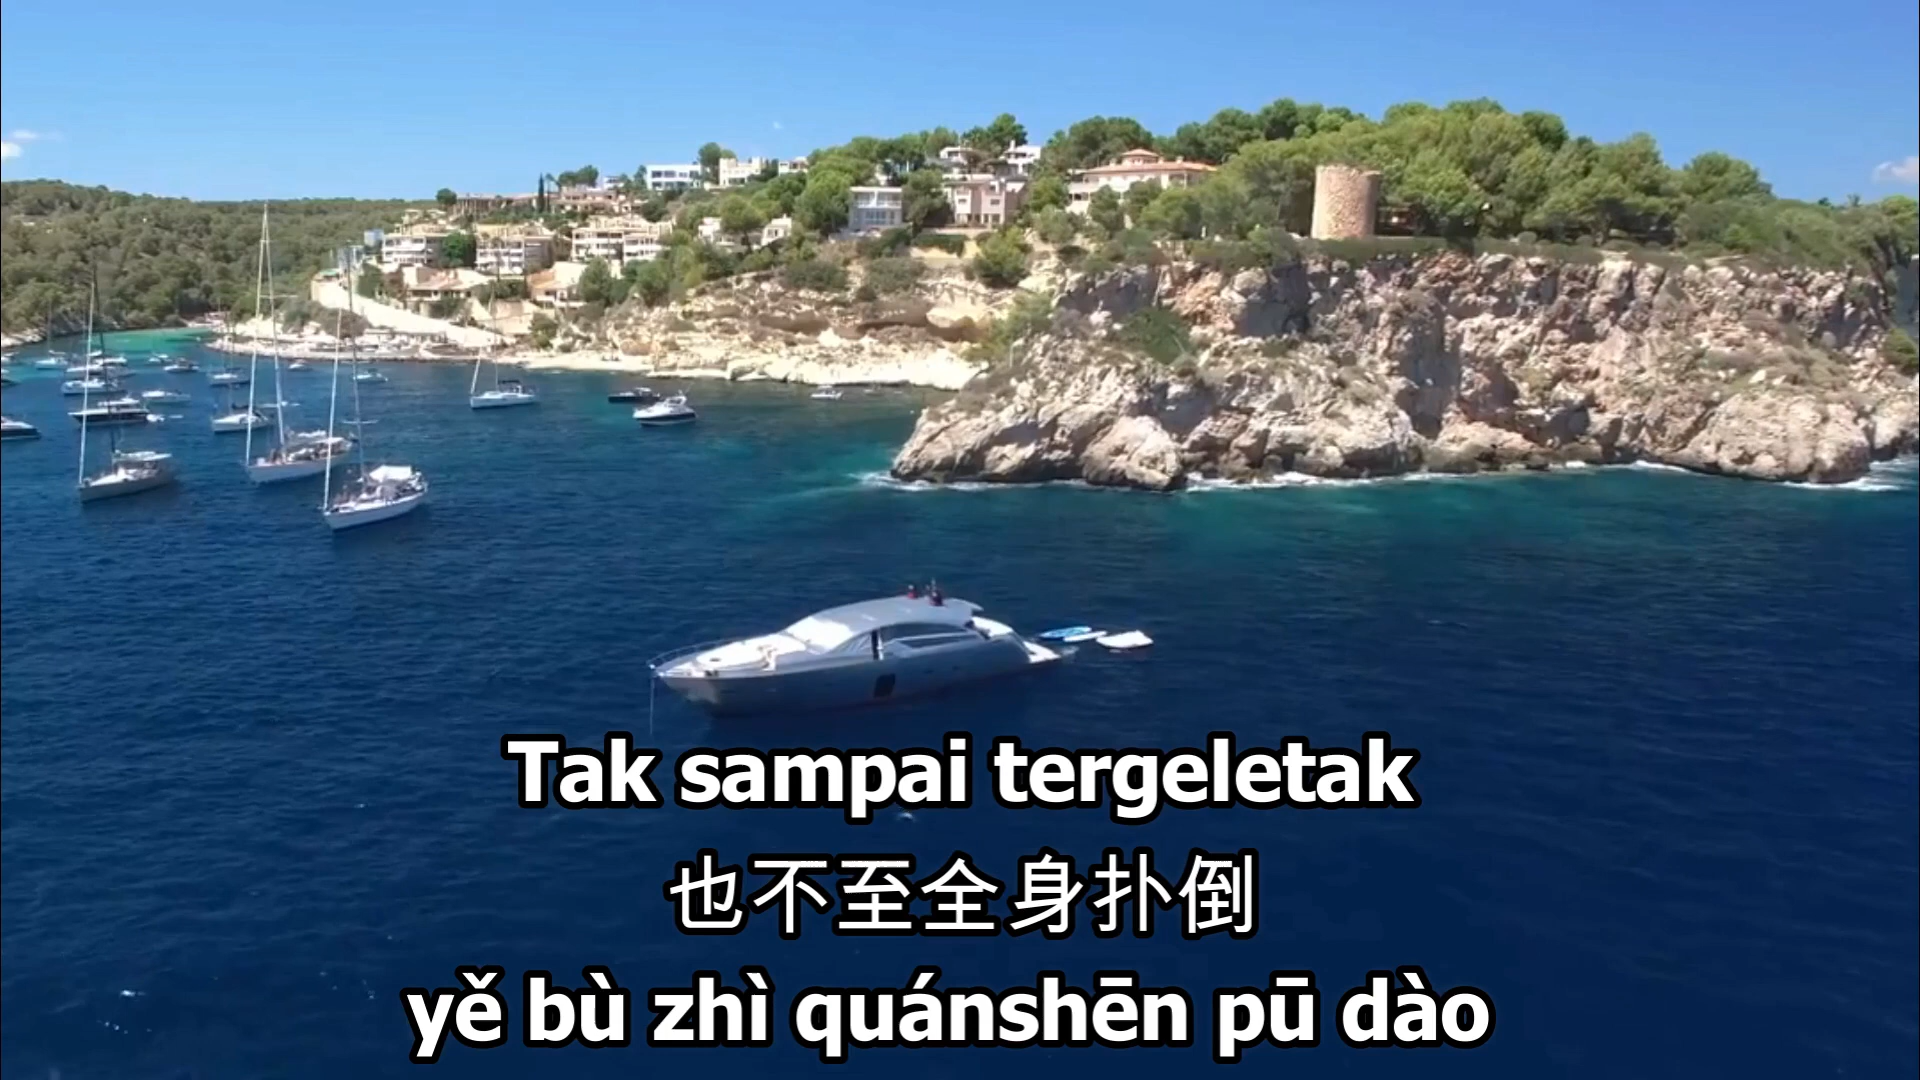 Tak sampai tergeletak
也不至全身扑倒
yě bù zhì quánshēn pū dào